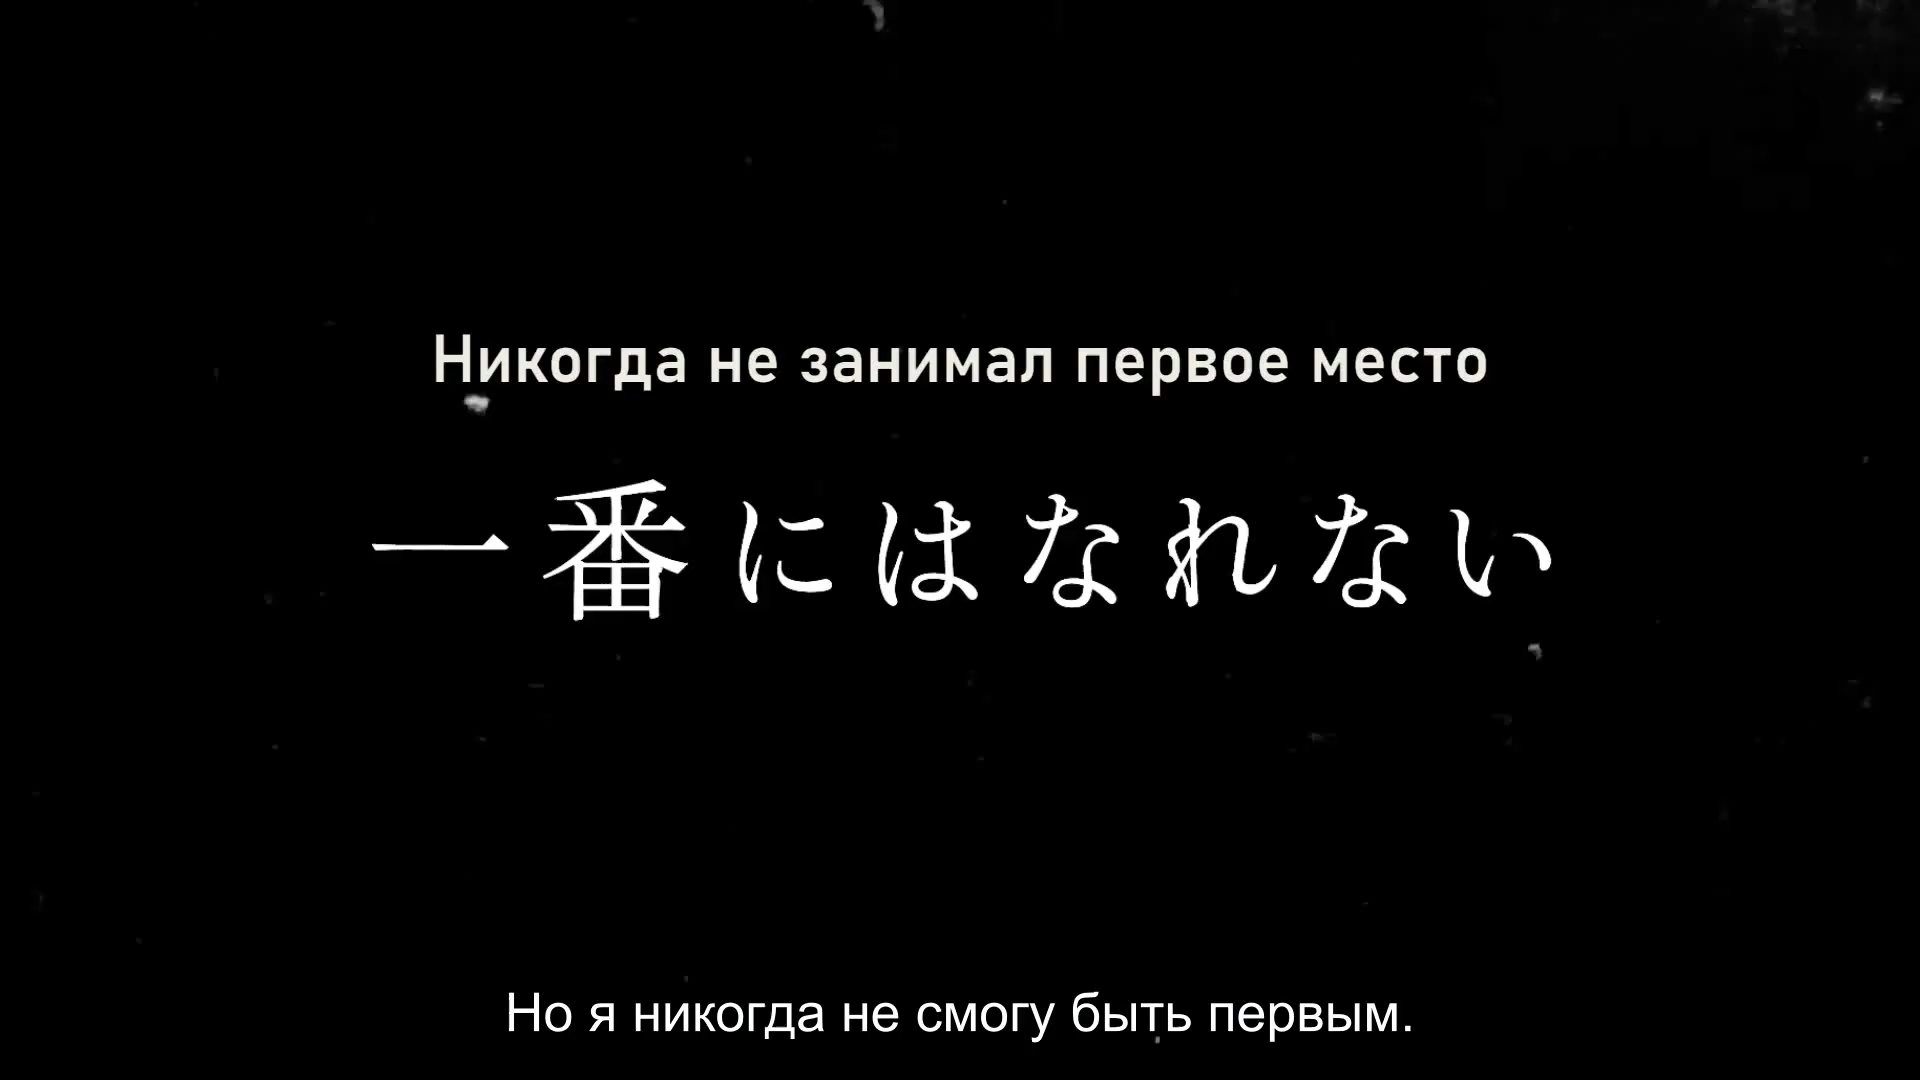 Никогда не занимал первое место
一番にはなれない
Но я никогда не смогу быть первым.